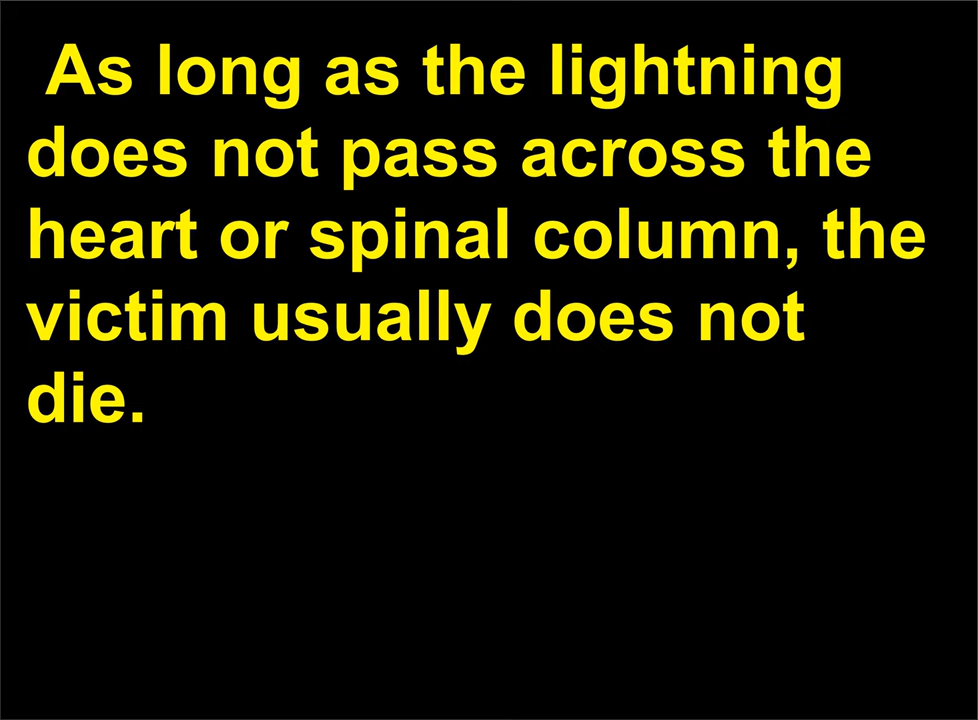 As long as the lightning
does not pass across the
heart or spinal column, the
victim usually does not
die.